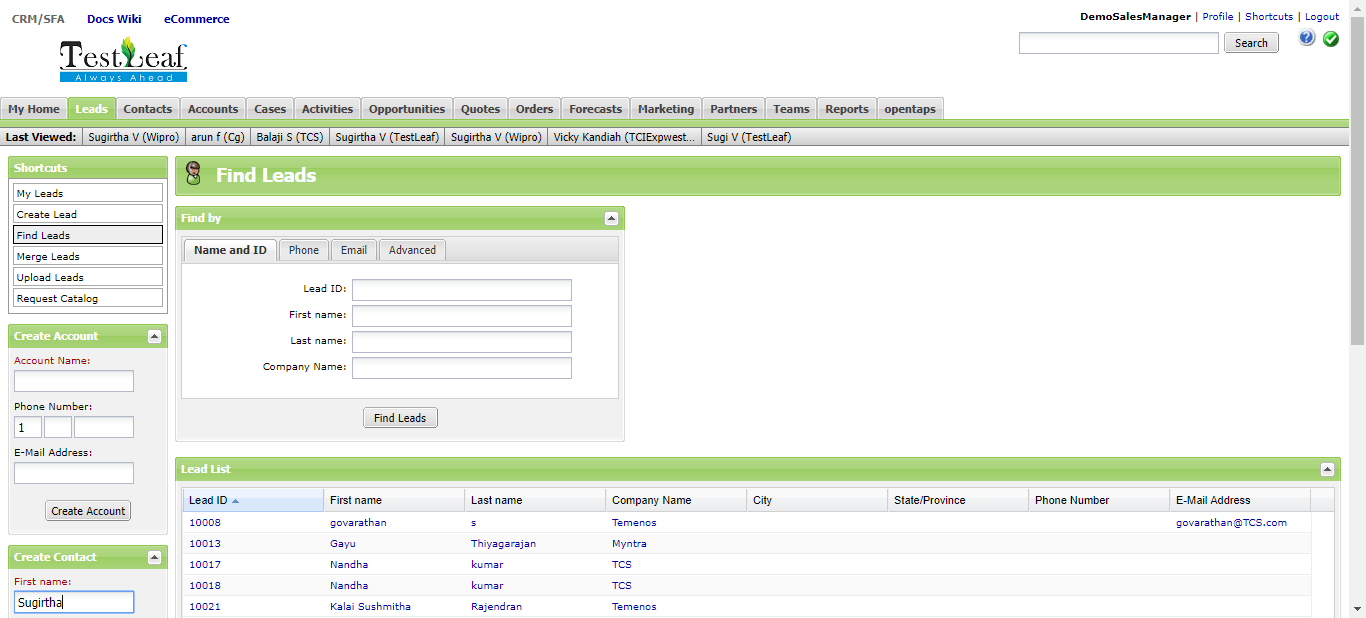 CRM/SFA Docs Wiki eCommerce
DemoSalesManager | Profile | Shortcuts | Logout
Search
TestLeaf
Always Ahead
My Home Leads Contacts Accounts Cases Activities Opportunities Quotes Orders Forecasts Marketing Partners Teams Reports opentaps
Last Viewed: Sugirtha V (Wipro) arun f (Cg) Balaji S (TCS) Sugirtha V (TestLeaf) Sugirtha V (Wipro) Vicky Kandiah (TCIExpwest... Sugi V (TestLeaf)
Shortcuts
My Leads
Create Lead
Find Leads
Merge Leads
Upload Leads
Request Catalog
Create Account
Account Name:
Phone Number:
1
E-Mail Address:
Create Account
Create Contact
First name:
Sugirtha
Find Leads
Find by
Name and ID Phone Email Advanced
Lead ID:
First name:
Last name:
Company Name:
Find Leads
Lead List
Lead ID First name Last name Company Name City State/Province Phone Number E-Mail Address
10008 govarathan s Temenos govarathan@TCS.com
10013 Gayu Thiyagarajan Myntra
10017 Nandha kumar TCS
10018 Nandha kumar TCS
10021 Kalai Sushmitha Rajendran Temenos